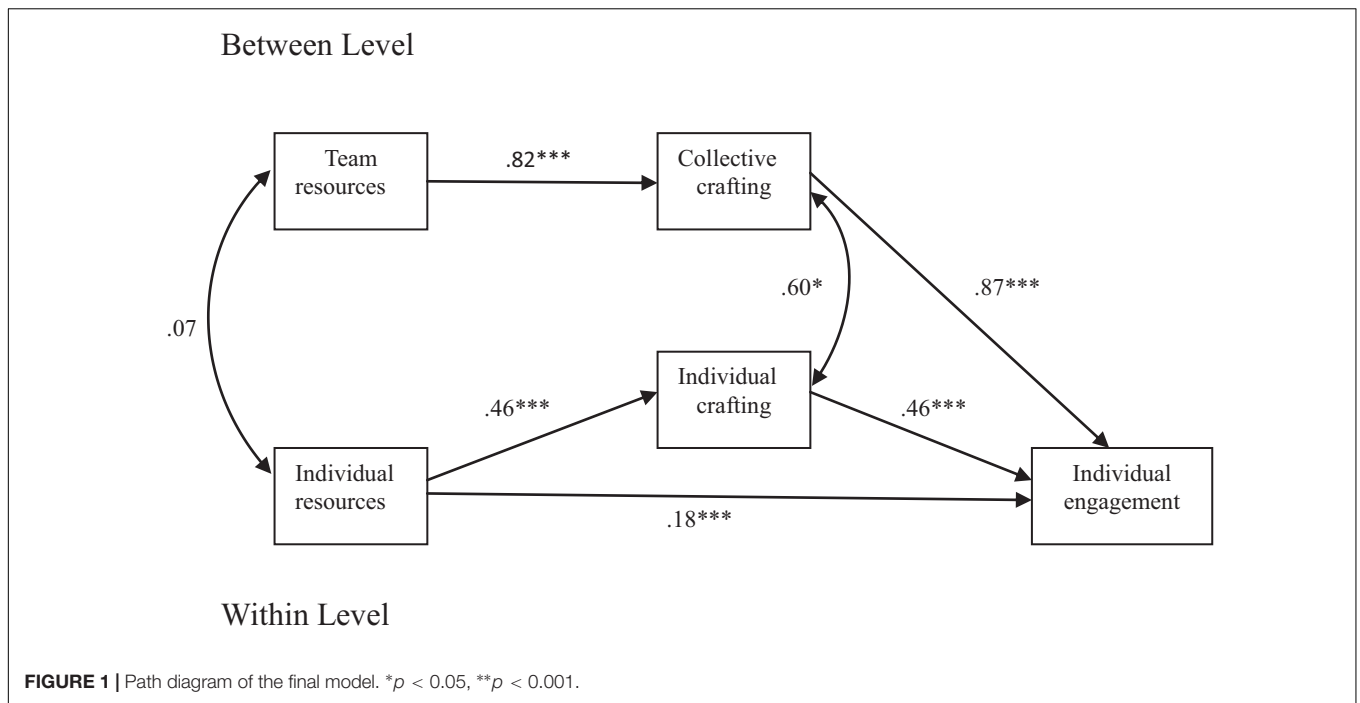 Between Level
Team
resources
.82***
Collective
crafting
.07
.60*
.87***
Individual
resources
.46***
Individual
crafting
.46***
.18***
Individual
engagement
Within Level
FIGURE 1 | Path diagram of the final model. *p < 0.05, **p < 0.001.